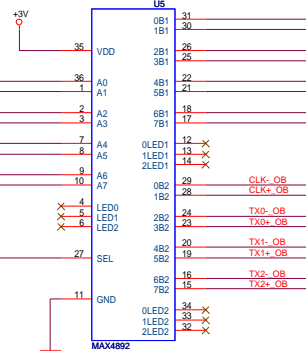 U5
+3V
35 VDD
36 A0
1 A1
2 A2
3 A3
7 A4
8 A5
9 A6
10 A7
4 LED0
5 LED1
6 LED2
27 SEL
11 GND
0B1 31
1B1 30
2B1 26
3B1 25
4B1 22
5B1 21
6B1 18
7B1 17
0LED1 12
1LED1 13
2LED1 14
0B2 29 CLK-_OB
1B2 28 CLK+_OB
2B2 24 TX0-_OB
3B2 23 TX0+_OB
4B2 20 TX1-_OB
5B2 19 TX1+_OB
6B2 16 TX2-_OB
7B2 15 TX2+_OB
0LED2 34
1LED2 33
2LED2 32
MAX4892